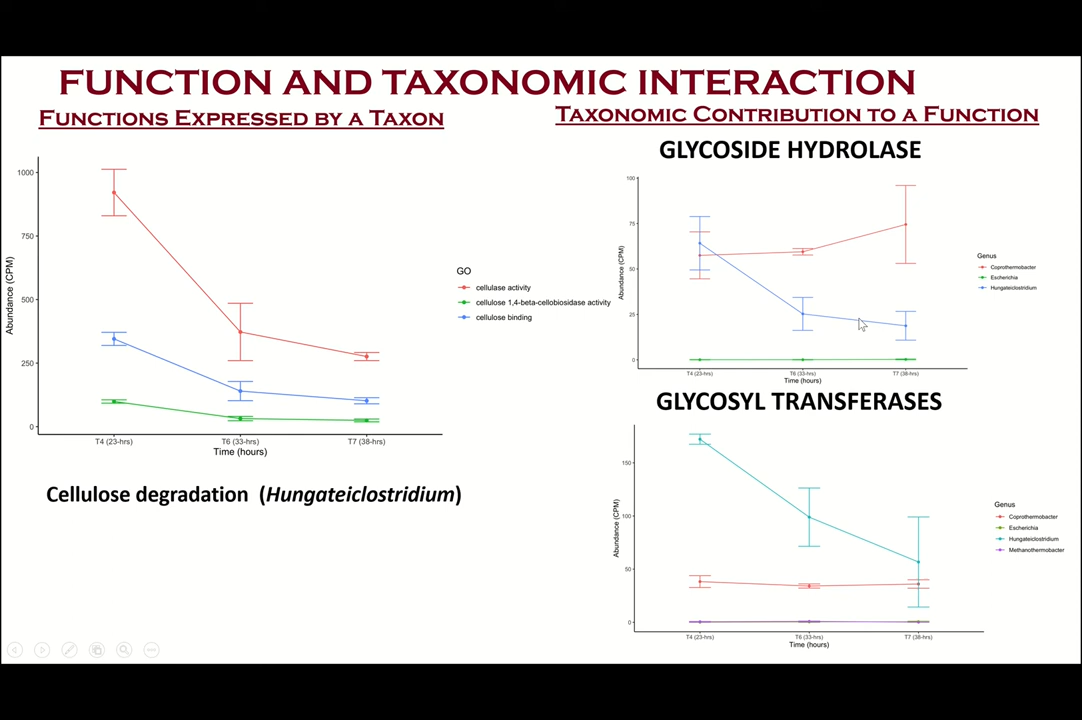 FUNCTION AND TAXONOMIC INTERACTION
FUNCTIONS EXPRESSED BY A TAXON
1000
750
500
250
0
Abundance (CPM)
T4 (23-hrs)
T6 (33-hrs)
T7 (38-hrs)
Time (hours)
GO
cellulase activity
cellulose 1,4-beta-cellobiosidase activity
cellulose binding
Cellulose degradation (Hungateiclostridium)
TAXONOMIC CONTRIBUTION TO A FUNCTION
GLYCOSIDE HYDROLASE
100
75
50
25
0
Abundance (CPM)
T4 (23-hrs)
T6 (33-hrs)
T7 (38-hrs)
Time (hours)
Genus
Coprothermobacter
Escherichia
Hungateiclostridium
GLYCOSYL TRANSFERASES
150
100
50
0
Abundance (CPM)
T4 (23-hrs)
T6 (33-hrs)
T7 (38-hrs)
Time (hours)
Genus
Coprothermobacter
Escherichia
Hungateiclostridium
Methanothermobacter